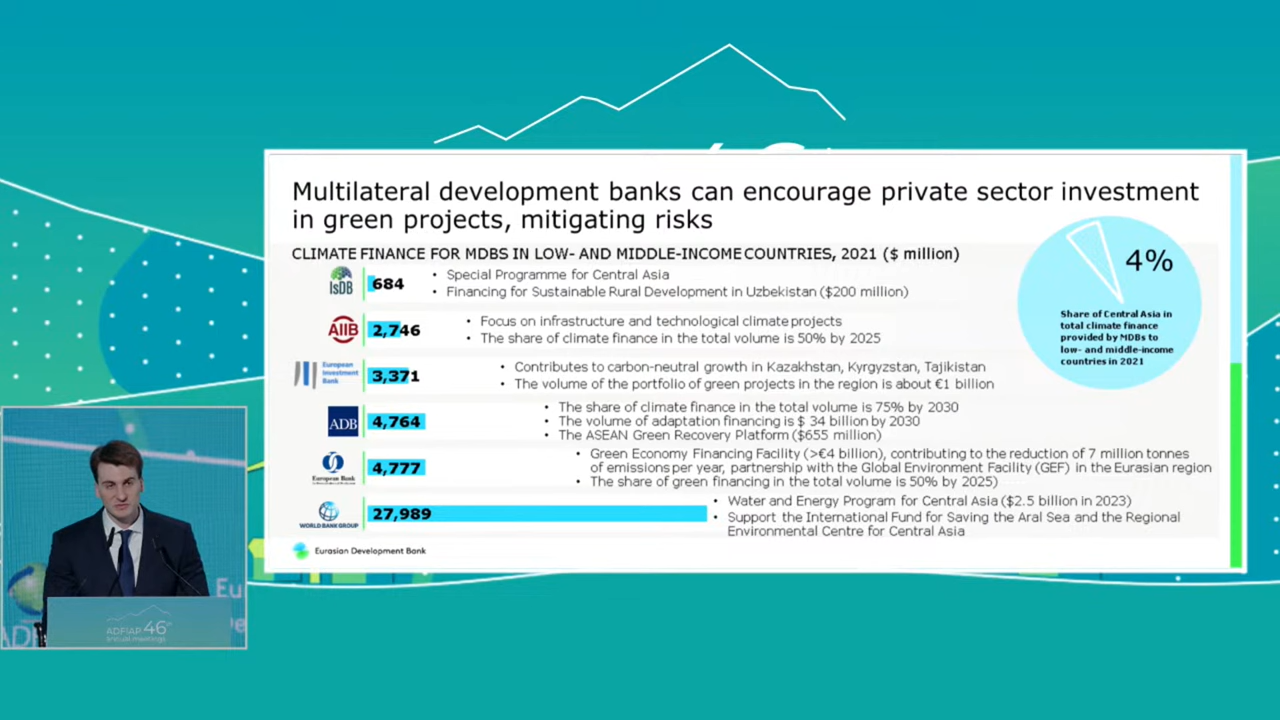 Multilateral development banks can encourage private sector investment
in green projects, mitigating risks
CLIMATE FINANCE FOR MDBS IN LOW- AND MIDDLE-INCOME COUNTRIES, 2021 ($ million)
4%
Share of Central Asia in
total climate finance
provided by MDBs to
low- and middle-income
countries in 2021
IsDB
684
• Special Programme for Central Asia
• Financing for Sustainable Rural Development in Uzbekistan ($200 million)
AIIB
2,746
• Focus on infrastructure and technological climate projects
• The share of climate finance in the total volume is 50% by 2025
European
Investment
Bank
3,371
• Contributes to carbon-neutral growth in Kazakhstan, Kyrgyzstan, Tajikistan
• The volume of the portfolio of green projects in the region is about €1 billion
ADB
4,764
• The share of climate finance in the total volume is 75% by 2030
• The volume of adaptation financing is $ 34 billion by 2030
• The ASEAN Green Recovery Platform ($655 million)
European Bank
4,777
• Green Economy Financing Facility (>€4 billion), contributing to the reduction of 7 million tonnes
of emissions per year, partnership with the Global Environment Facility (GEF) in the Eurasian region
• The share of green financing in the total volume is 50% by 2025)
WORLD BANK GROUP
27,989
• Water and Energy Program for Central Asia ($2.5 billion in 2023)
• Support the International Fund for Saving the Aral Sea and the Regional
Environmental Centre for Central Asia
Eurasian Development Bank
Eu
ADFIAP 46th
annual meetings